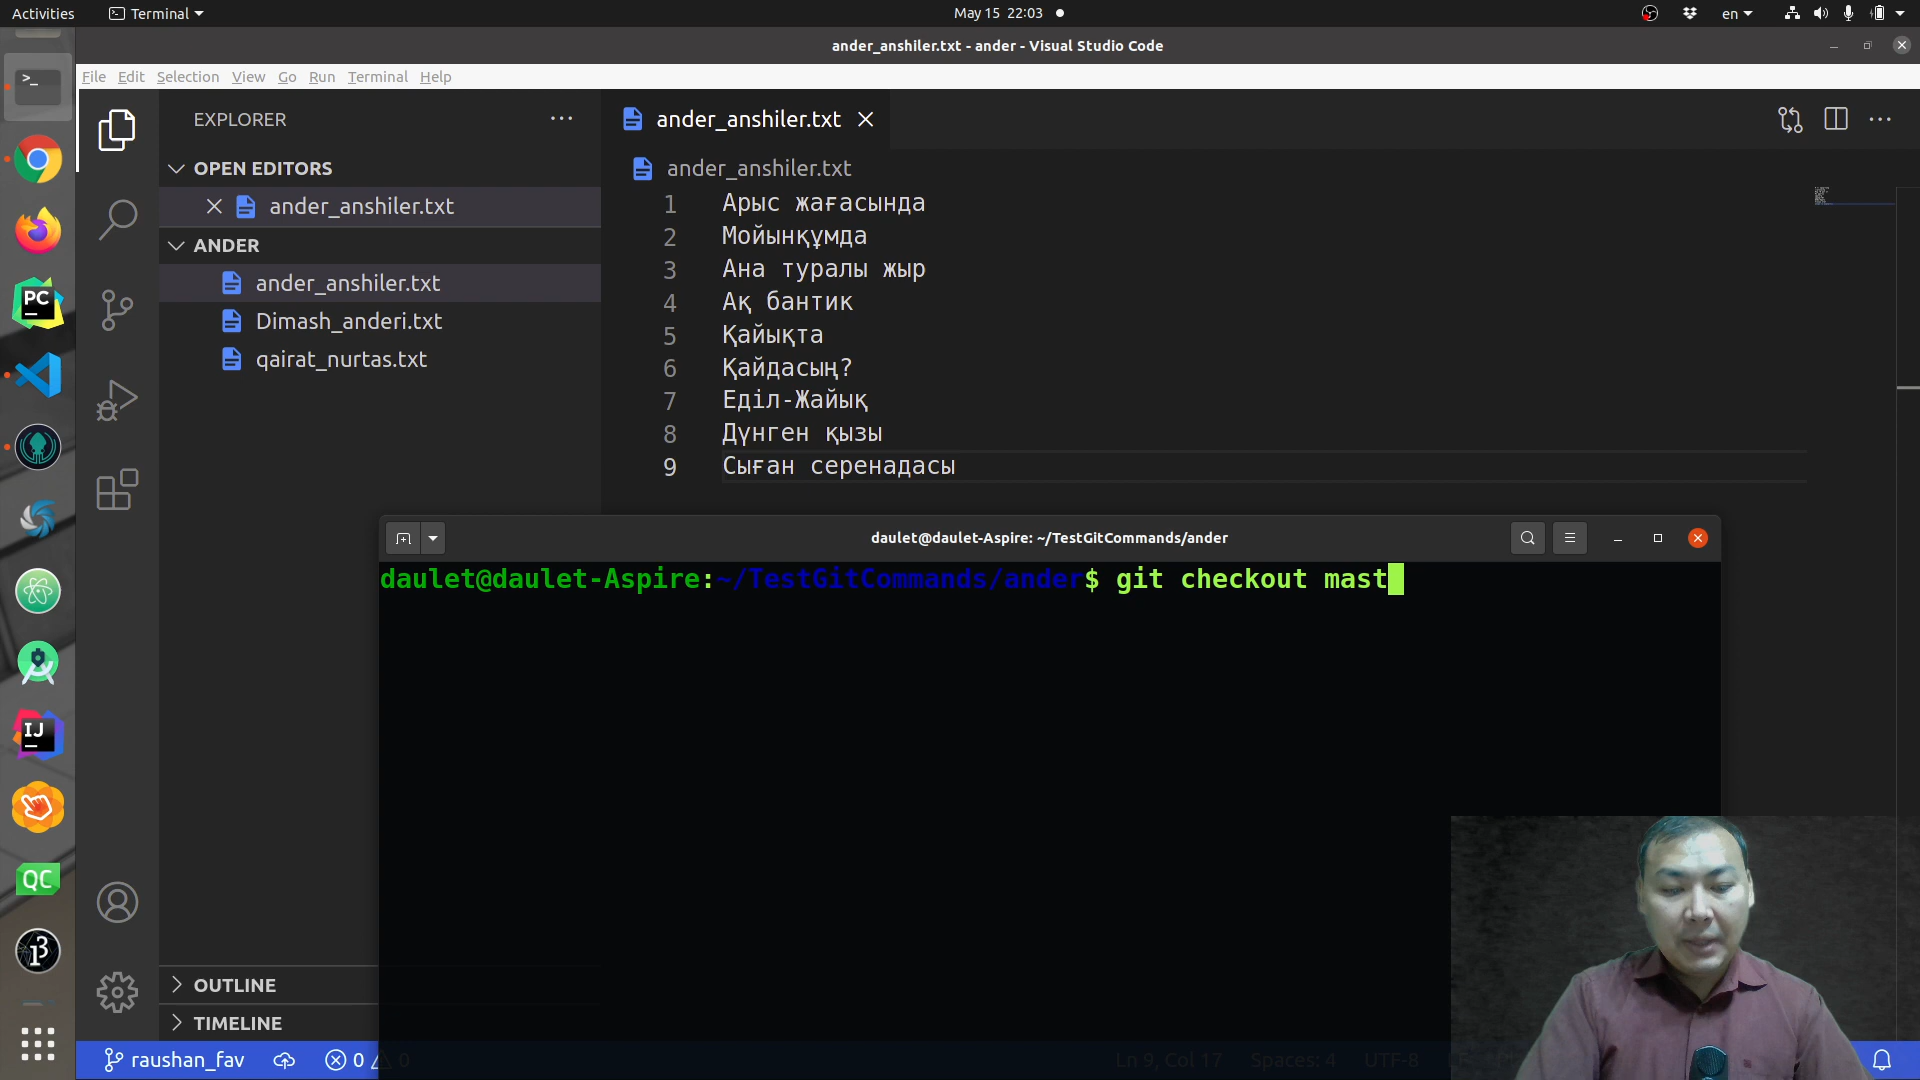 Activities Terminal May 15 22:03 en
ander_anshiler.txt - ander - Visual Studio Code
File Edit Selection View Go Run Terminal Help
EXPLORER
OPEN EDITORS
ander_anshiler.txt
ANDER
ander_anshiler.txt
Dimash_anderi.txt
qairat_nurtas.txt
OUTLINE
TIMELINE
ander_anshiler.txt
ander_anshiler.txt
1 Арыс жағасында
2 Мойынқұмда
3 Ана туралы жыр
4 Ақ бантик
5 Қайықта
6 Қайдасың?
7 Еділ-Жайық
8 Дүнген қызы
9 Сыған серенадасы
daulet@daulet-Aspire: ~/TestGitCommands/ander
daulet@daulet-Aspire:~/TestGitCommands/ander$ git checkout mast
PC
IJ
QC
raushan_fav 0 0 Ln 9, Col 17 Spaces: 4 UTF-8